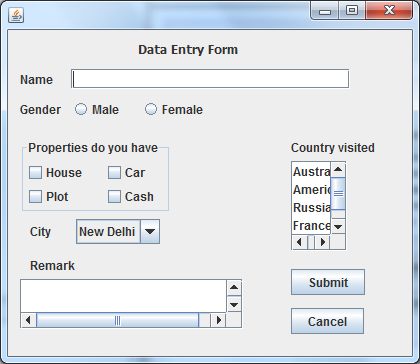 Data Entry Form
Name
Gender Male Female
Properties do you have
House Car
Plot Cash
Country visited
Austra
Americ
Russia
France
City New Delhi
Remark
Submit
Cancel